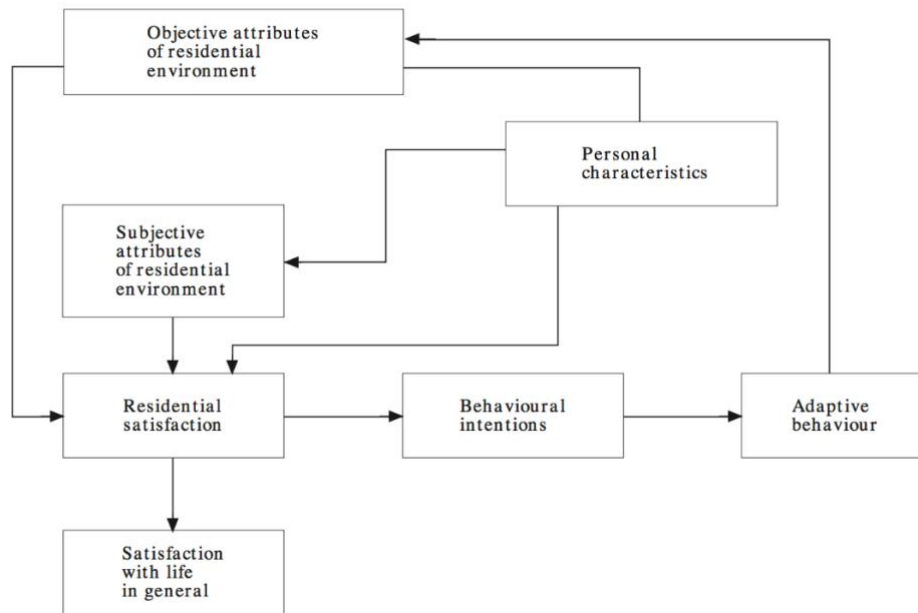 Objective attributes
of residential
environment
Personal
characteristics
Subjective
attributes
of residential
environment
Residential
satisfaction
Behavioural
intentions
Adaptive
behaviour
Satisfaction
with life
in general